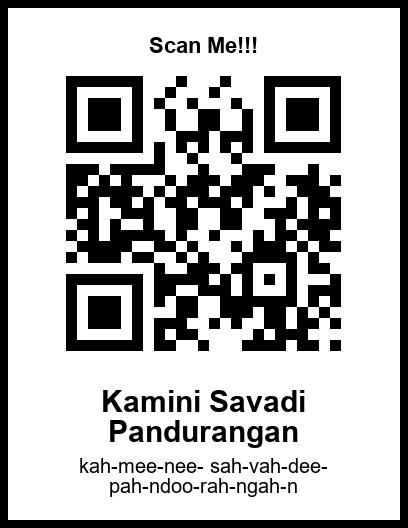 Scan Me!!!
Kamini Savadi
Pandurangan
kah-mee-nee- sah-vah-dee-
pah-ndoo-rah-ngah-n